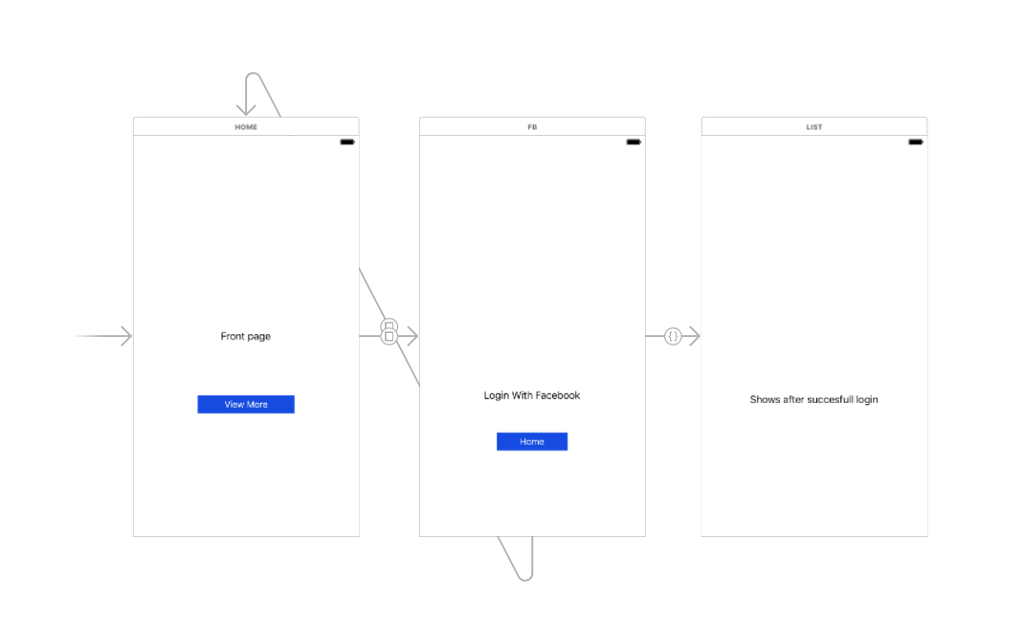 HOME
Front page
View More
FB
Login With Facebook
Home
{}
LIST
Shows after succesfull login